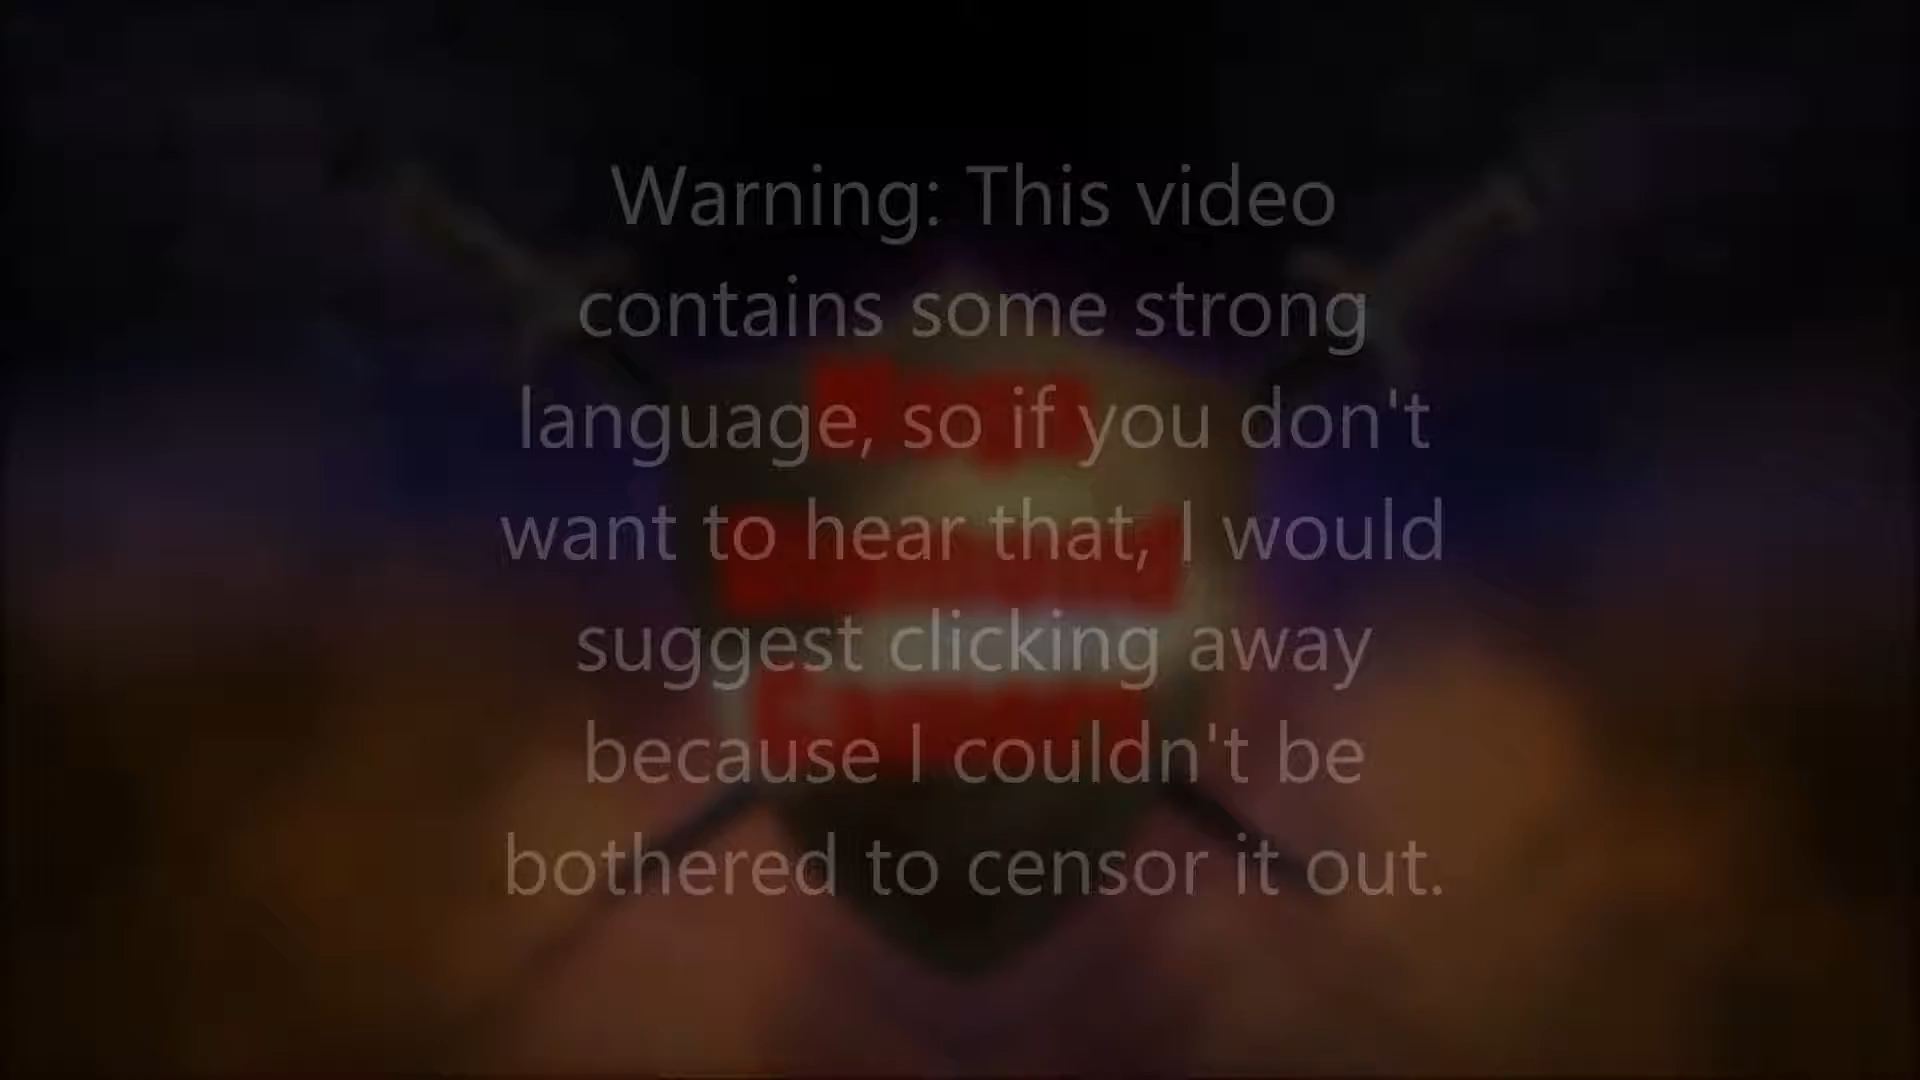 Warning: This video
contains some strong
language, so if you don't
want to hear that, I would
suggest clicking away
because I couldn't be
bothered to censor it out.